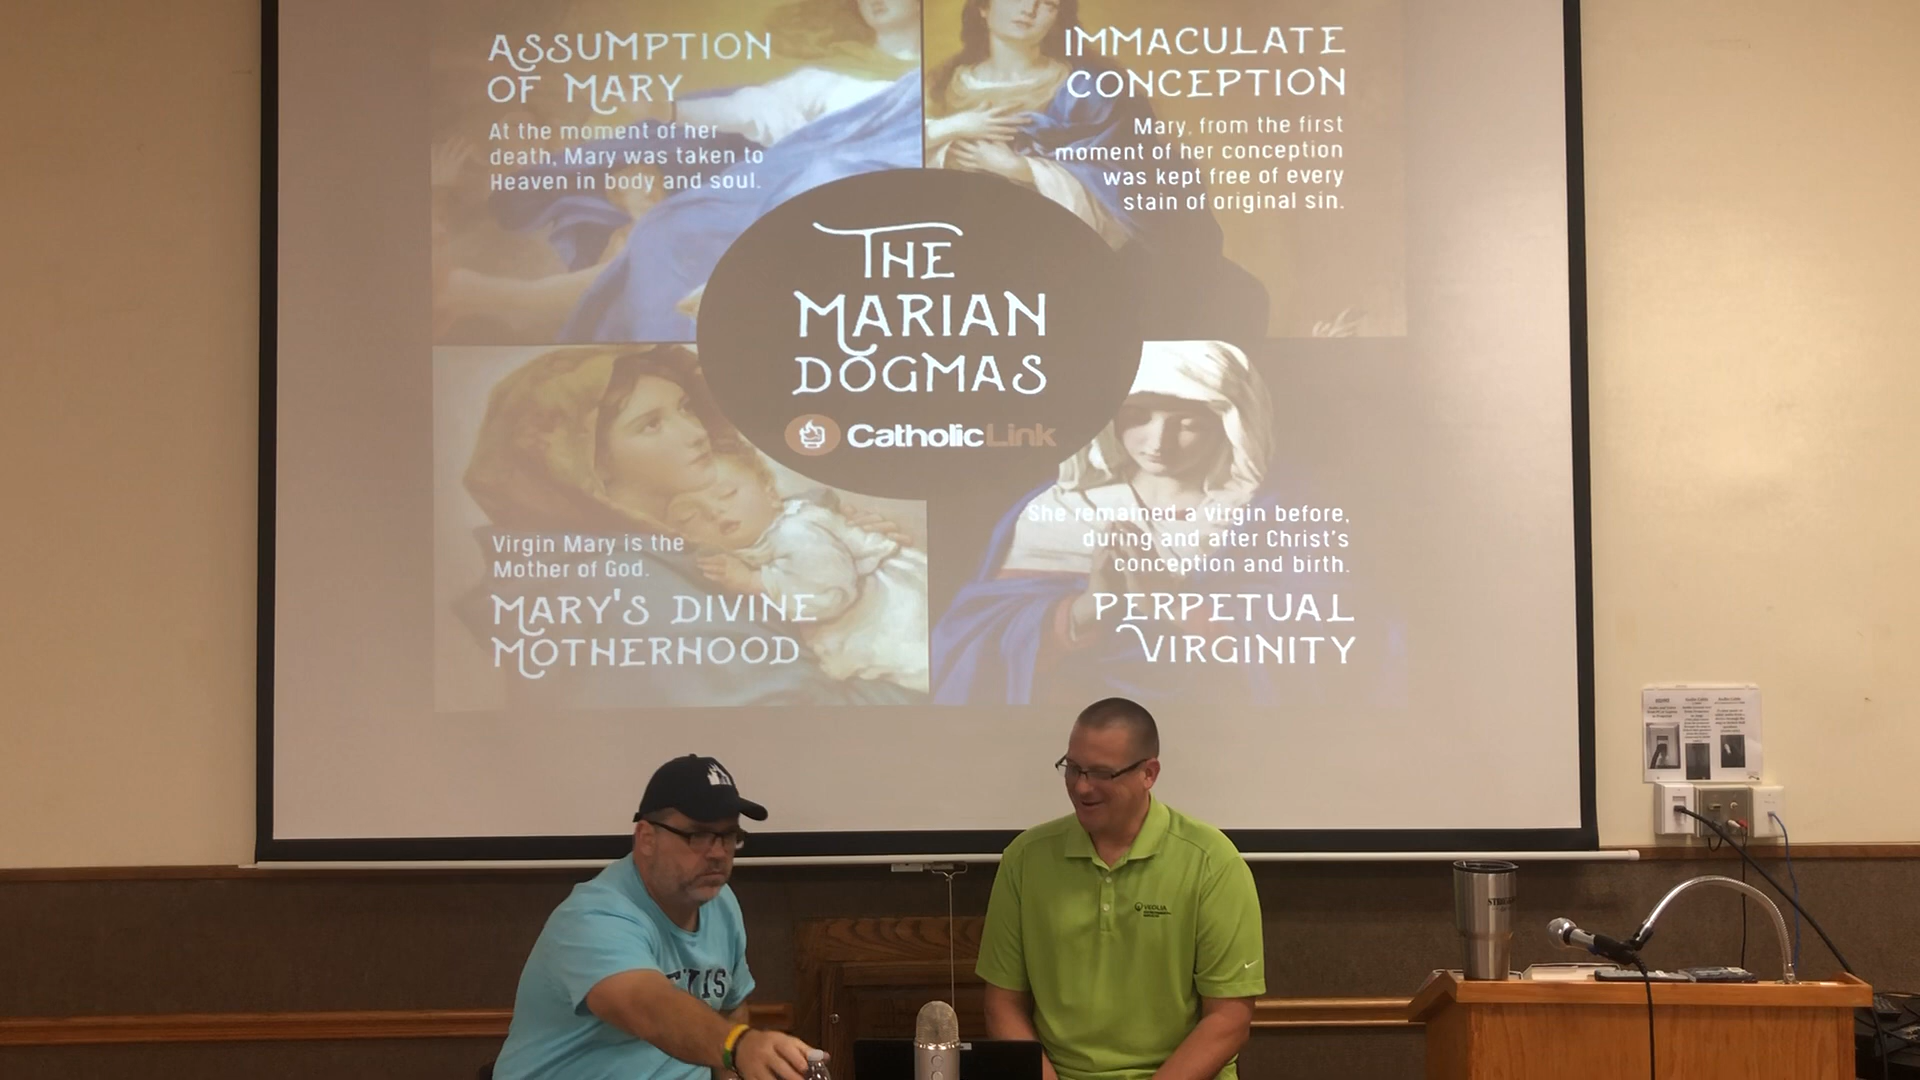 ASSUMPTION
OF MARY
At the moment of her
death, Mary was taken to
Heaven in body and soul.
IMMACULATE
CONCEPTION
Mary, from the first
moment of her conception
was kept free of every
stain of original sin.
THE
MARIAN
DOGMAS
CatholicLink
Virgin Mary is the
Mother of God.
MARY'S DIVINE
MOTHERHOOD
She remained a virgin before,
during and after Christ's
conception and birth.
PERPETUAL
VIRGINITY
VEOLIA